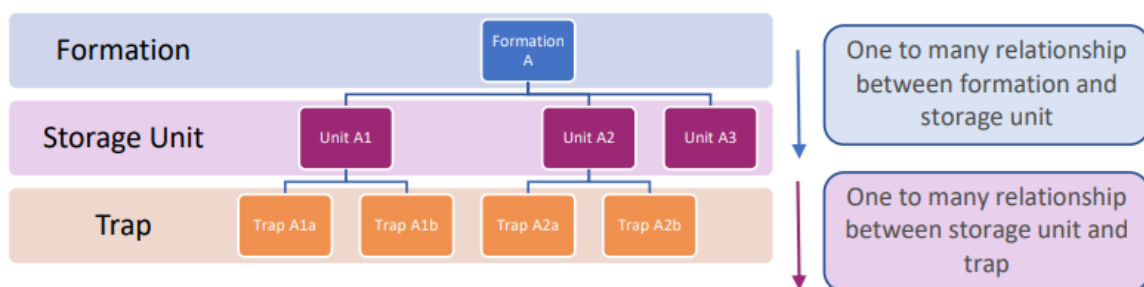 Formation
Formation
A
One to many relationship
between formation and
storage unit
Storage Unit
Unit A1
Unit A2
Unit A3
Trap
Trap A1a
Trap A1b
Trap A2a
Trap A2b
One to many relationship
between storage unit and
trap